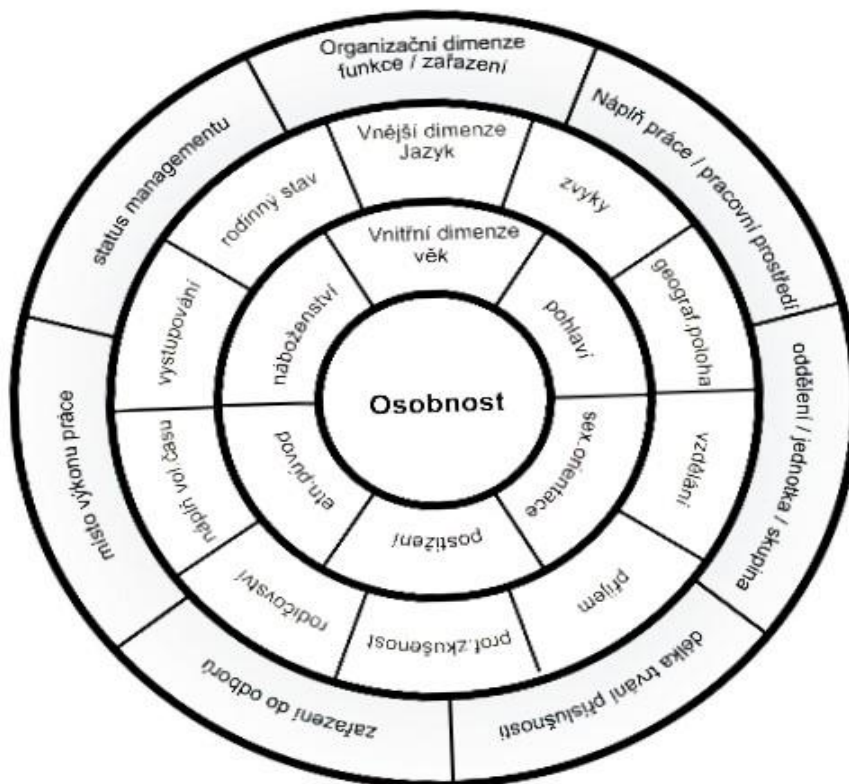 Organizační dimenze
funkce / zařazení
Náplň práce / pracovní prostředí
oddělení / jednotka / skupina
délka trvání příslušnosti
zařazení do odborů
místo výkonu práce
status managementu
Vnější dimenze
Jazyk
zvyky
geograf.poloha
vzdělání
příjem
prof.zkušenost
rodičovství
náplň vol.času
vystupování
rodinný stav
Vnitřní dimenze
věk
pohlaví
sex.orientace
postižení
etn.původ
náboženství
Osobnost